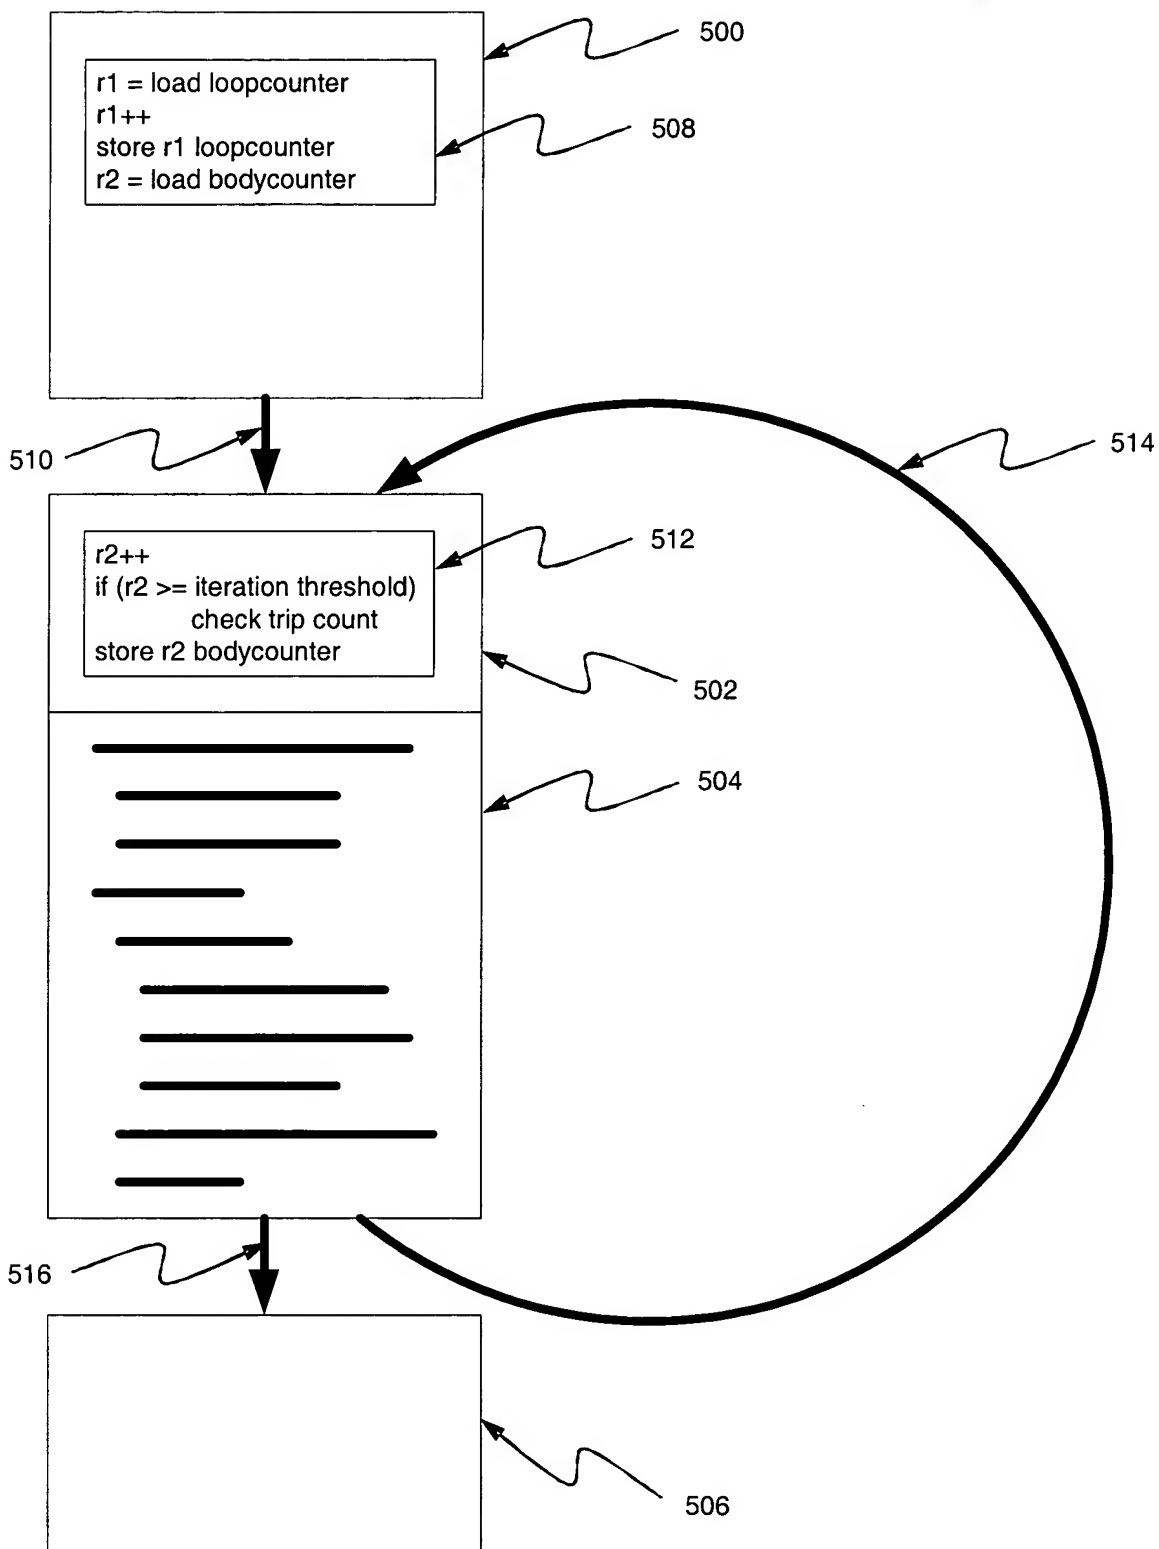 500
r1 = load loopcounter
r1++
store r1 loopcounter
r2 = load bodycounter
508
510
514
r2++
if (r2 >= iteration threshold)
check trip count
store r2 bodycounter
512
502
504
516
506